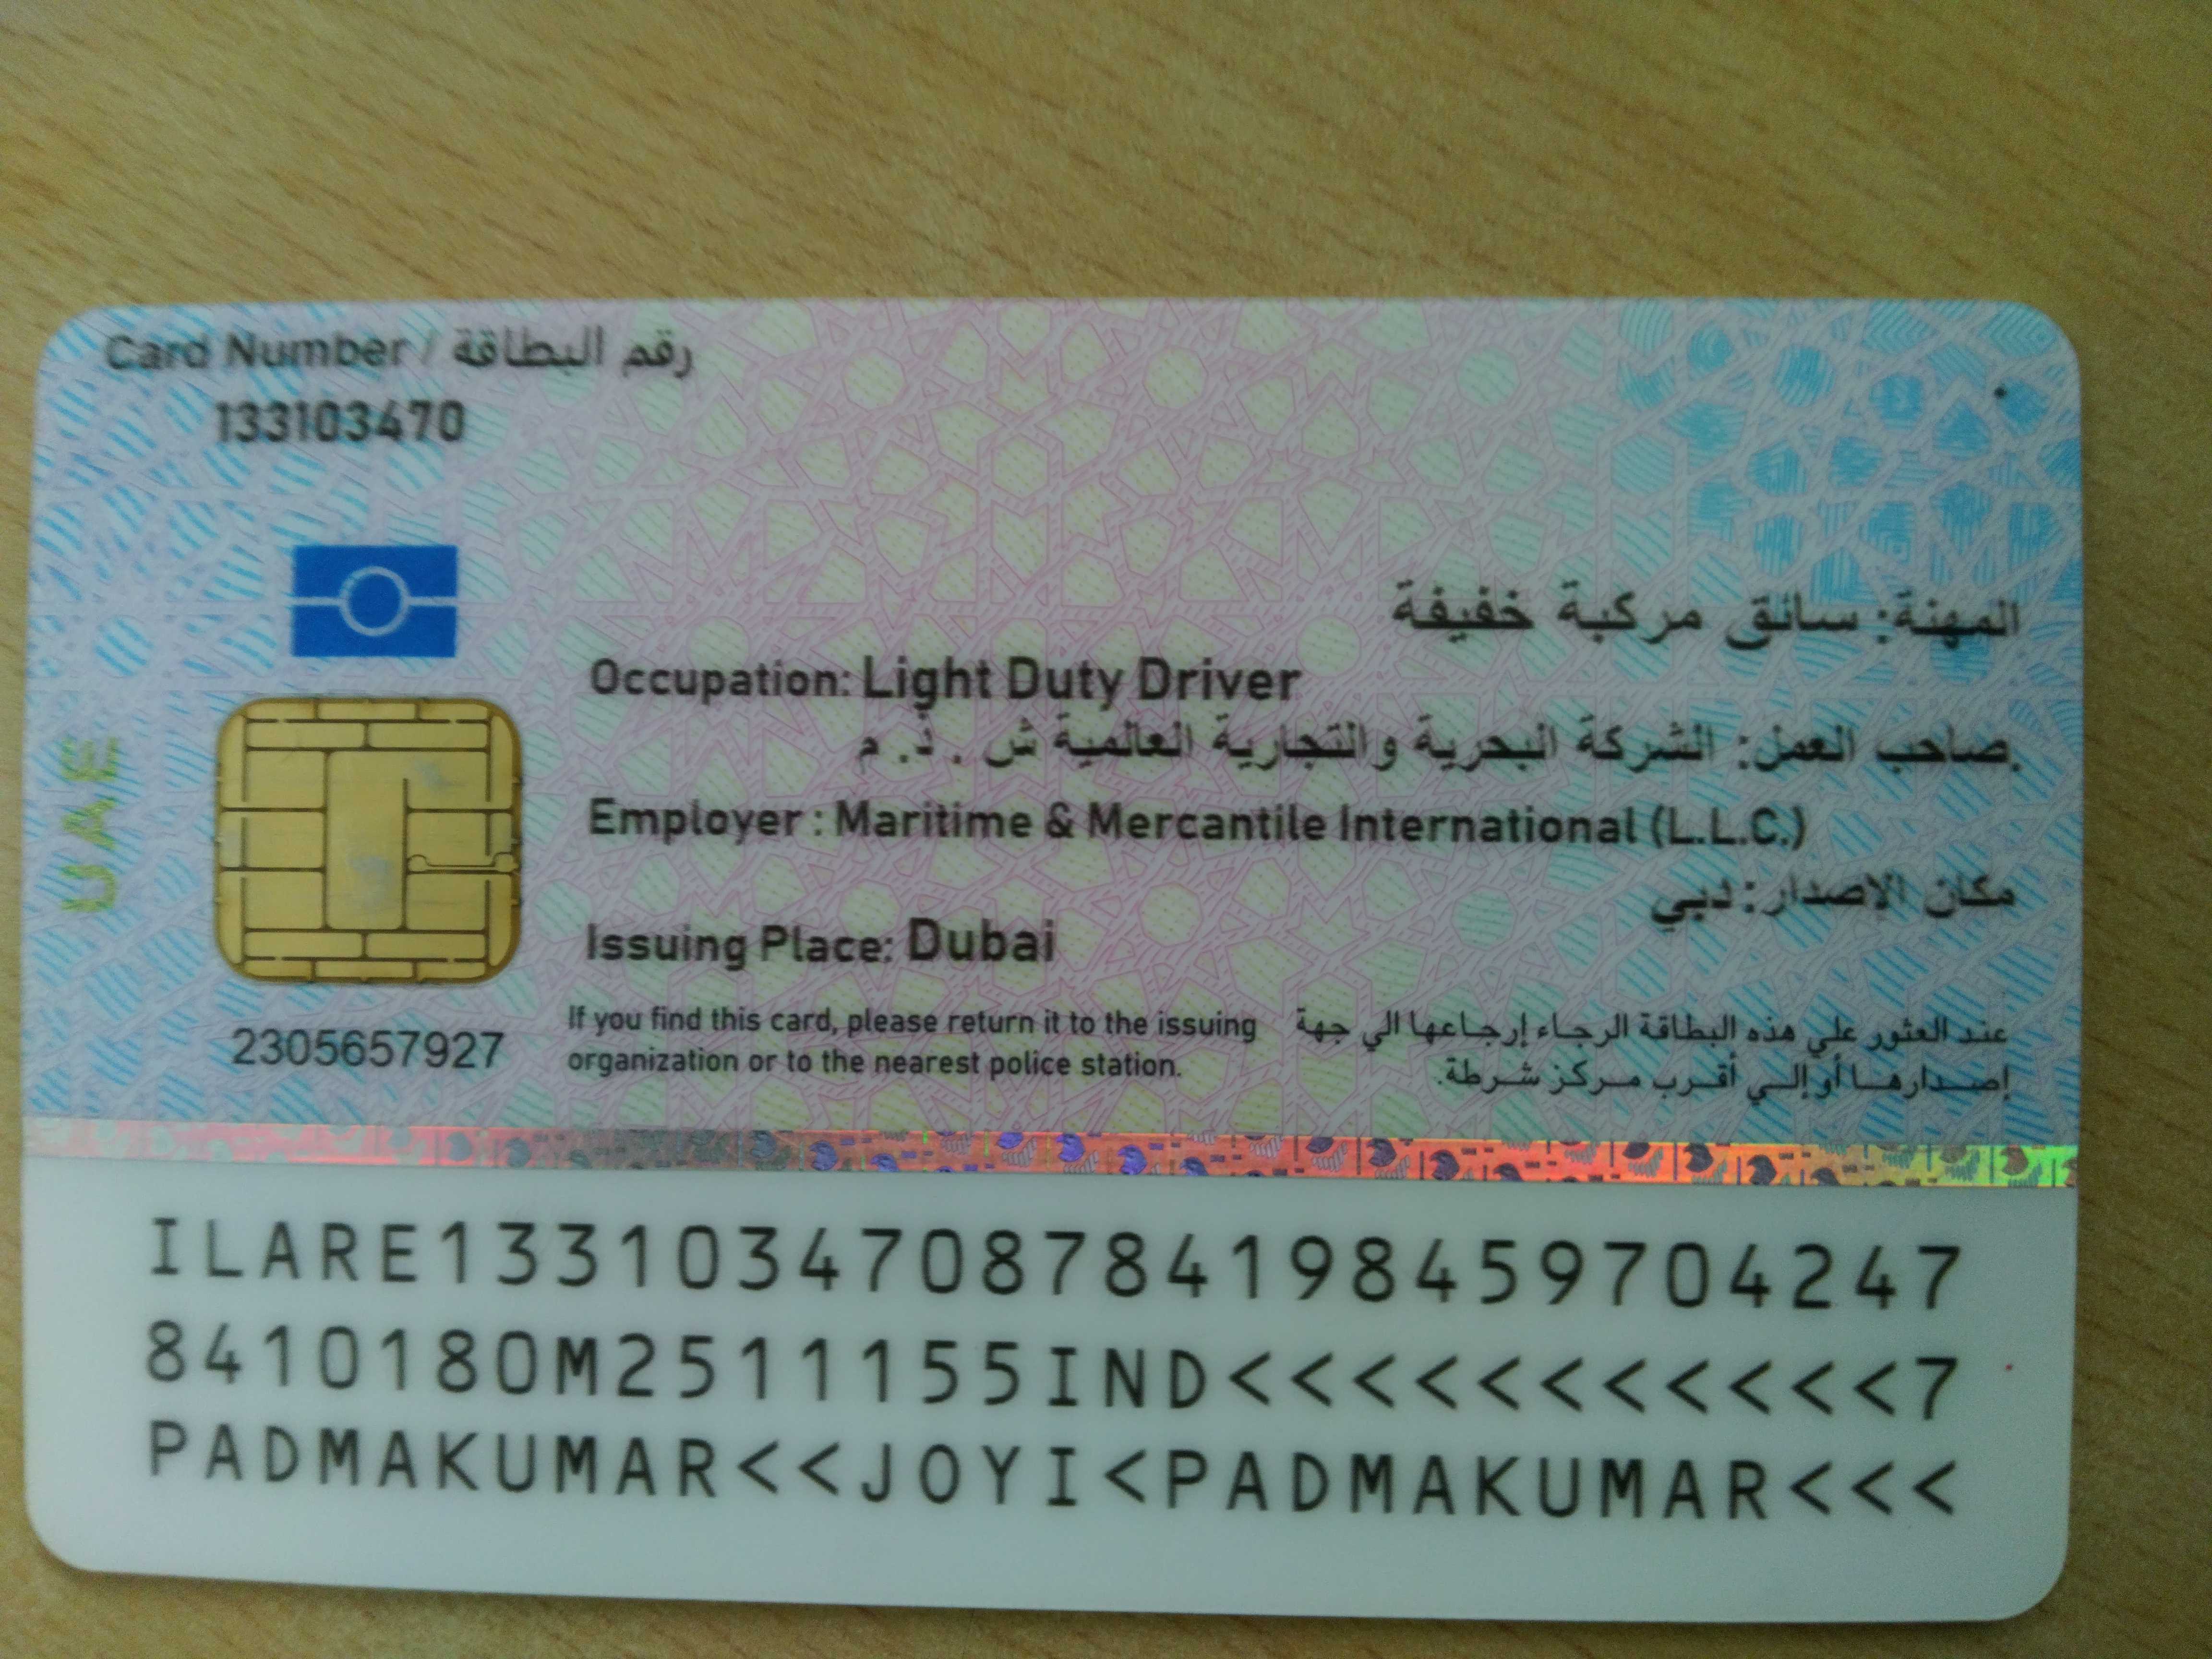 Card Number / رقم البطاقة
133103470
المهنة: سائق مركبة خفيفة
Occupation: Light Duty Driver
صاحب العمل: الشركة البحرية والتجارية العالمية ش . ذ. م.
Employer : Maritime & Mercantile International (L.L.C.)
مكان الاصدار: دبي
Issuing Place: Dubai
UAE
2305657927
If you find this card, please return it to the issuing
organization or to the nearest police station.
عند العثور علي هذه البطاقة الرجاء إرجاعها الي جهة
إصدارها أو إلي أقرب مركز شرطة.
ILARE1331034708784198459704247
8410180M2511155IND<<<<<<<<<<<7
PADMAKUMAR<<JOYI<PADMAKUMAR<<<